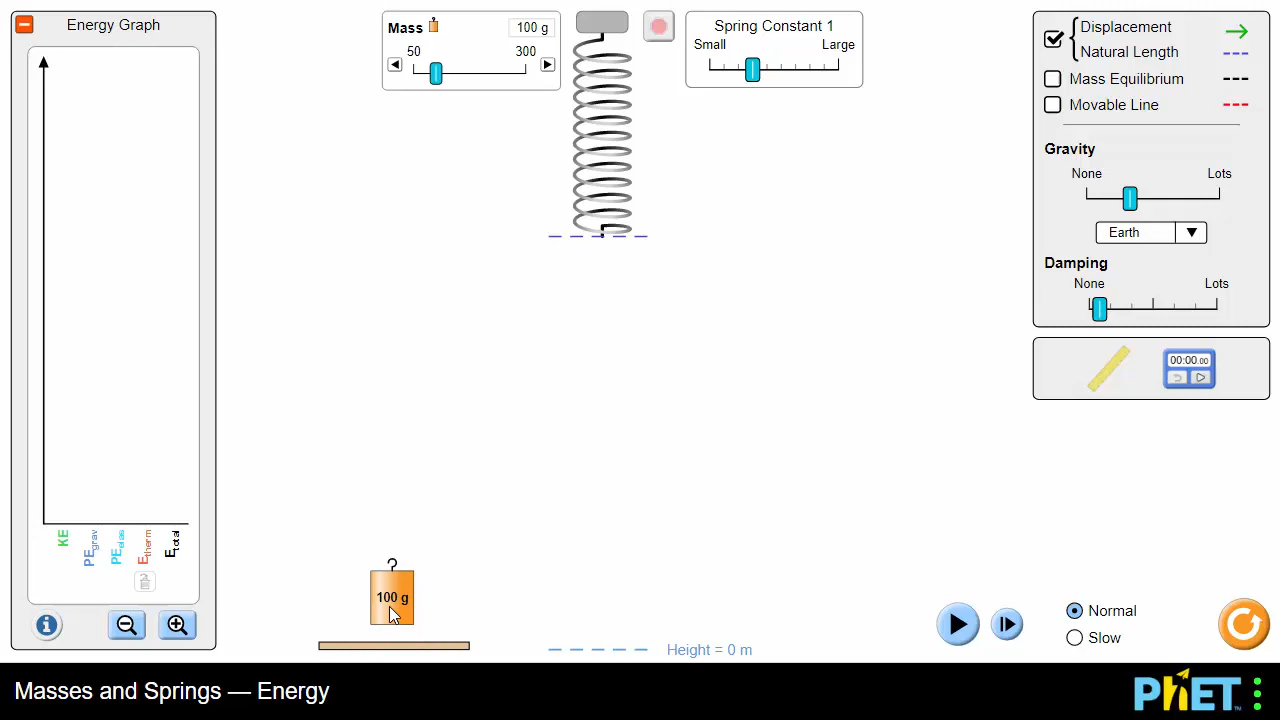 Energy Graph
KE
PEgrav
PEelas
Etherm
Etotal
Mass
100 g
50
300
Spring Constant 1
Small
Large
Displacement
Natural Length
Mass Equilibrium
Movable Line
Gravity
None
Lots
Earth
Damping
None
Lots
00:00.00
100 g
Height = 0 m
Normal
Slow
Masses and Springs — Energy
PhET